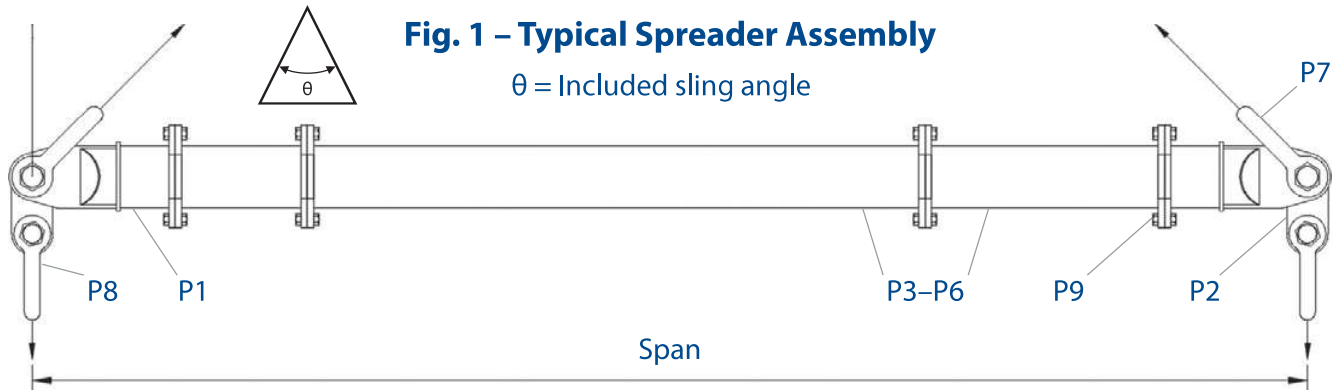 Fig. 1 – Typical Spreader Assembly
θ = Included sling angle
θ
P7
P8
P1
P3–P6
P9
P2
Span